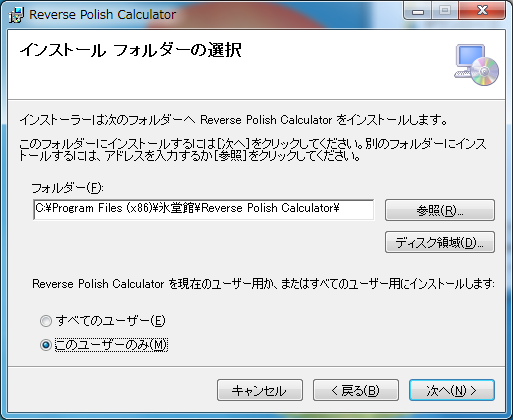 Reverse Polish Calculator
インストール フォルダーの選択
インストーラーは次のフォルダーへ Reverse Polish Calculator をインストールします。
このフォルダーにインストールするには[次へ]をクリックしてください。別のフォルダーにインス
トールするには、アドレスを入力するか[参照]をクリックしてください。
フォルダー(F):
C:¥Program Files (x86)¥氷堂館¥Reverse Polish Calculator¥
参照(R)...
ディスク領域(D)...
Reverse Polish Calculator を現在のユーザー用か、またはすべてのユーザー用にインストールします:
すべてのユーザー(E)
このユーザーのみ(M)
キャンセル
< 戻る(B)
次へ(N) >